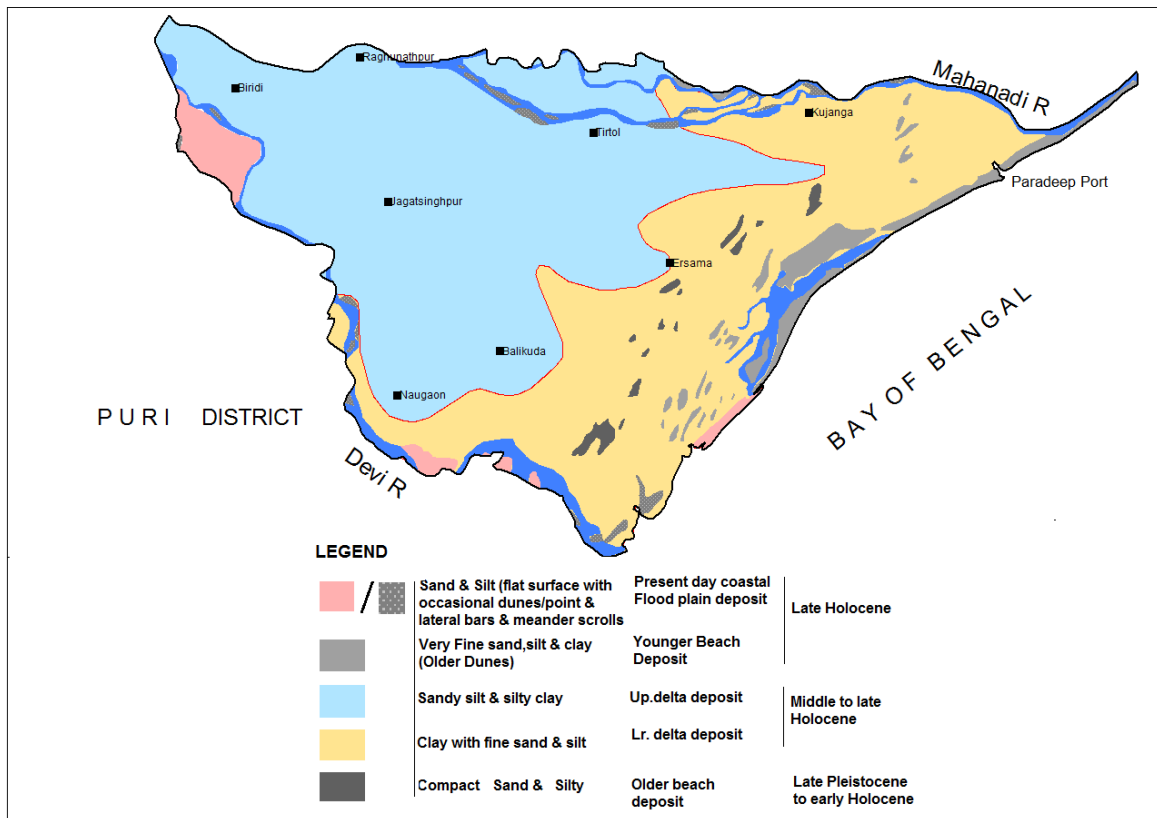 Raghunathpur
Biridi
Mahanadi R
Kujanga
Tirtol
Paradeep Port
Jagatsinghpur
Ersama
BAY OF BENGAL
Balikuda
Naugaon
PURI DISTRICT
Devi R
LEGEND
/
Sand & Silt (flat surface with
occasional dunes/point &
lateral bars & meander scrolls
Present day coastal
Flood plain deposit
Late Holocene
Very Fine sand,silt & clay
(Older Dunes)
Younger Beach
Deposit
Sandy silt & silty clay
Up.delta deposit
Middle to late
Holocene
Clay with fine sand & silt
Lr. delta deposit
Compact Sand & Silty
Older beach
deposit
Late Pleistocene
to early Holocene